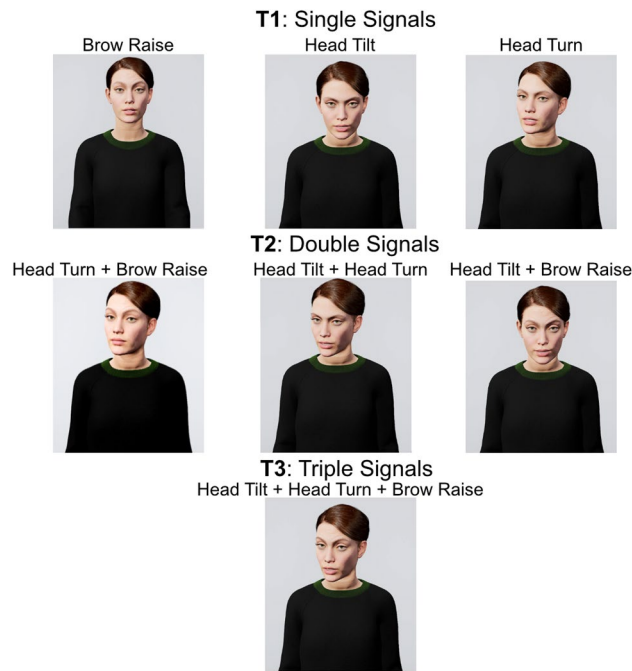 T1: Single Signals
Brow Raise Head Tilt Head Turn
T2: Double Signals
Head Turn + Brow Raise Head Tilt + Head Turn Head Tilt + Brow Raise
T3: Triple Signals
Head Tilt + Head Turn + Brow Raise